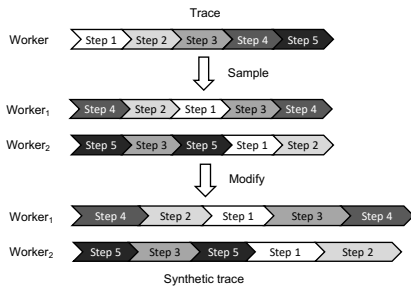 Trace
Worker Step 1 Step 2 Step 3 Step 4 Step 5
Sample
Worker₁ Step 4 Step 2 Step 1 Step 3 Step 4
Worker₂ Step 5 Step 3 Step 5 Step 1 Step 2
Modify
Worker₁ Step 4 Step 2 Step 1 Step 3 Step 4
Worker₂ Step 5 Step 3 Step 5 Step 1 Step 2
Synthetic trace